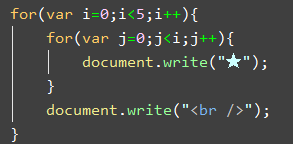 for(var i=0;i<5;i++){
    for(var j=0;j<i;j++){
        document.write("★");
    }
    document.write("<br />");
}